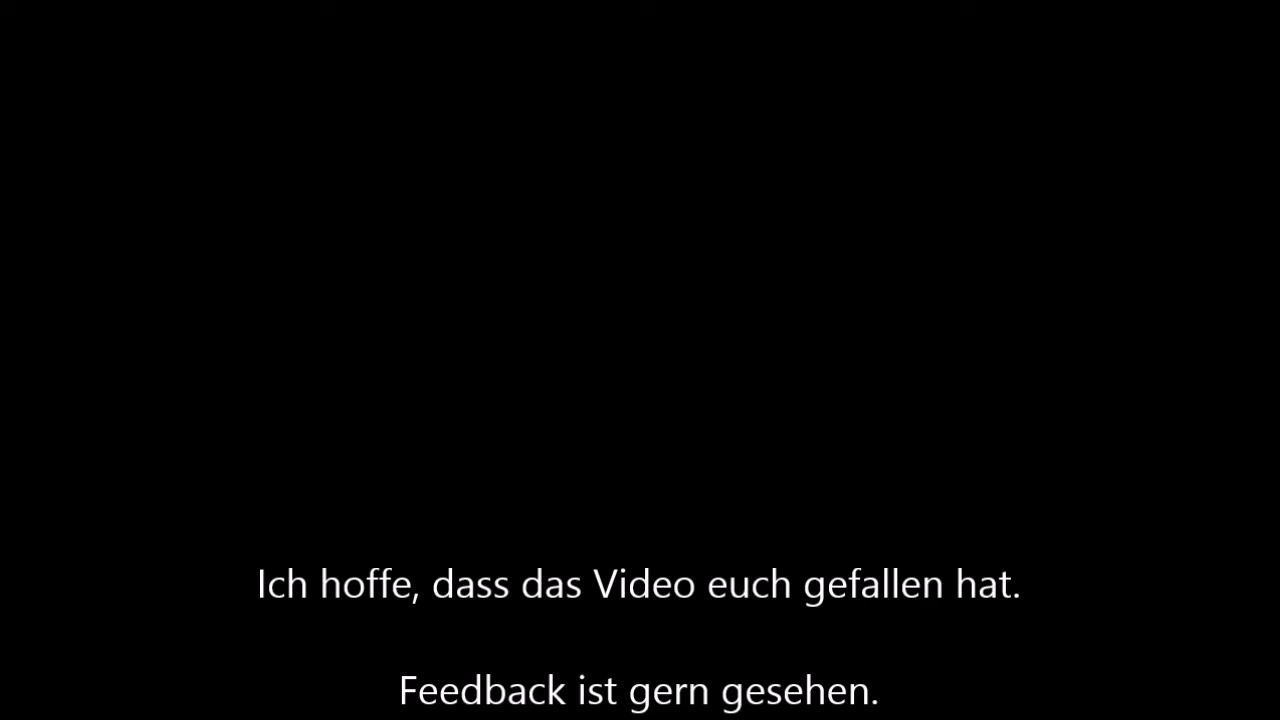 Ich hoffe, dass das Video euch gefallen hat.
Feedback ist gern gesehen.